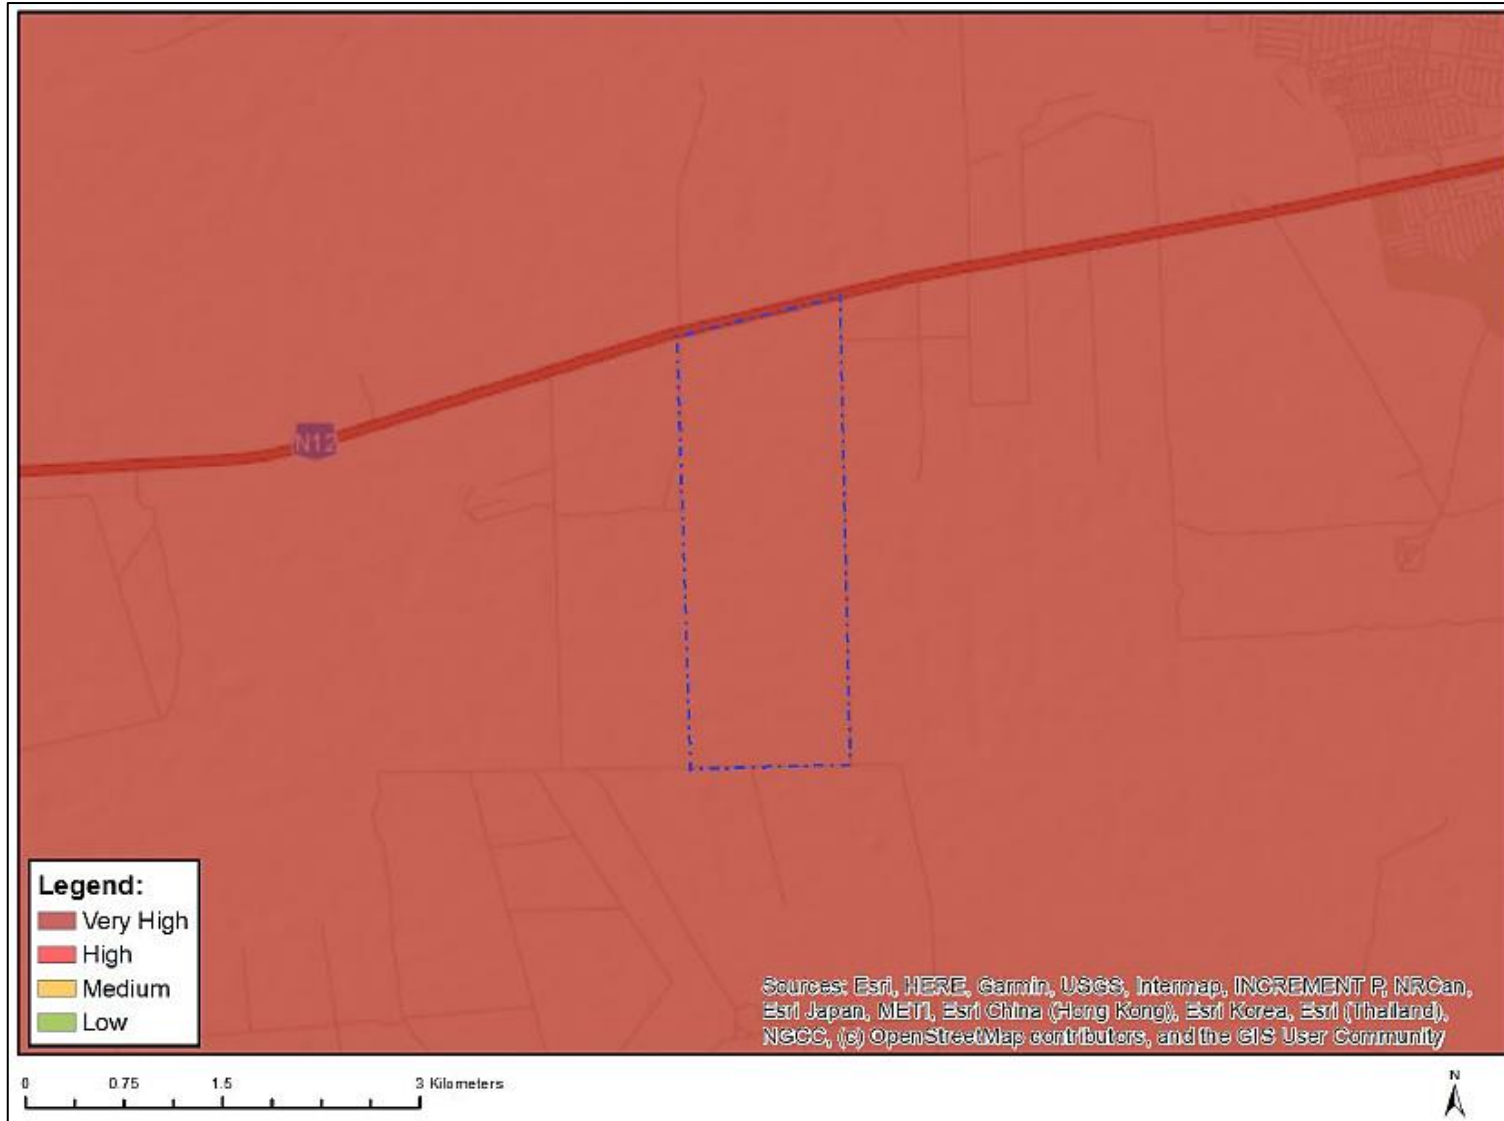 N12
Legend:
Very High
High
Medium
Low
Sources: Esri, HERE, Garmin, USGS, Intermap, INCREMENT P, NRCan,
Esri Japan, METI, Esri China (Hong Kong), Esri Korea, Esri (Thailand),
NGCC, (c) OpenStreetMap contributors, and the GIS User Community
0 0.75 1.5 3 Kilometers
N